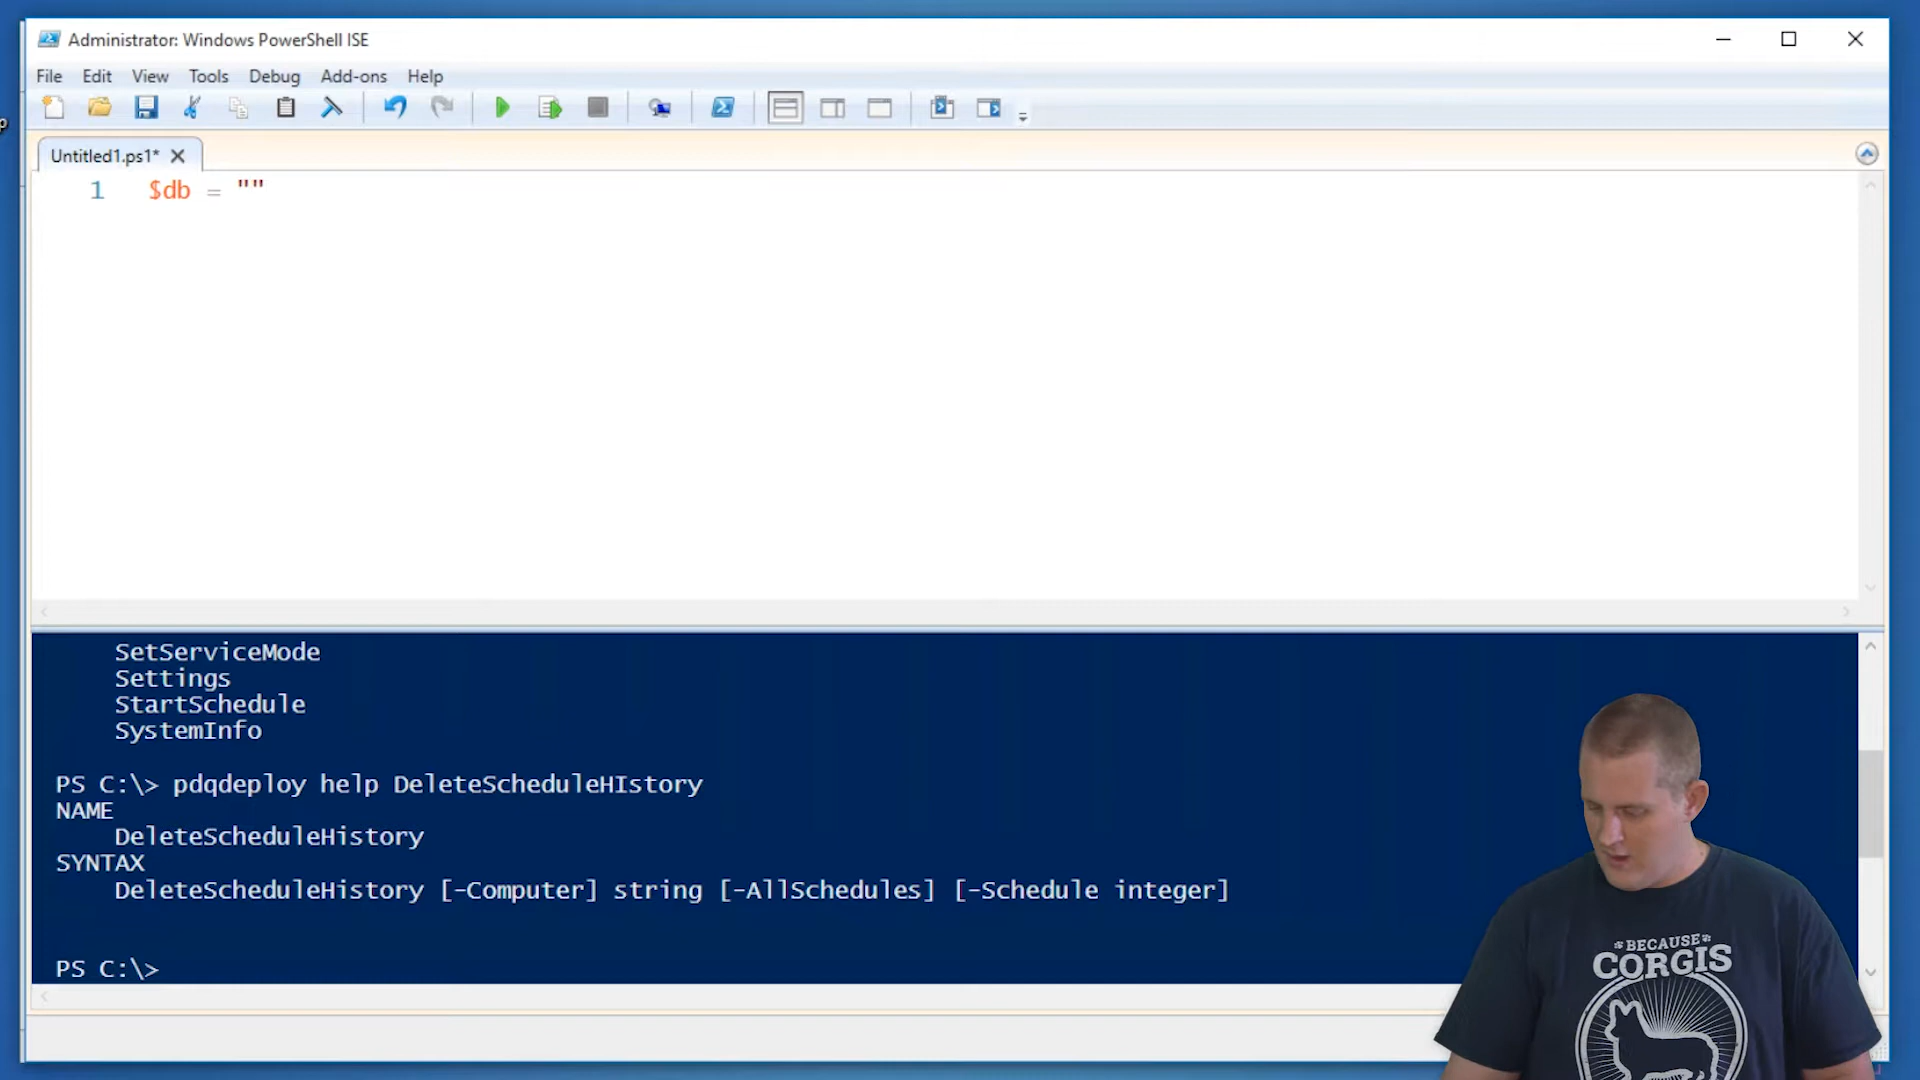 Administrator: Windows PowerShell ISE
File Edit View Tools Debug Add-ons Help
Untitled1.ps1*
1 $db = ""
SetServiceMode
Settings
StartSchedule
SystemInfo
PS C:\> pdqdeploy help DeleteScheduleHIstory
NAME
DeleteScheduleHistory
SYNTAX
DeleteScheduleHistory [-Computer] string [-AllSchedules] [-Schedule integer]
PS C:\>
BECAUSE
CORGIS